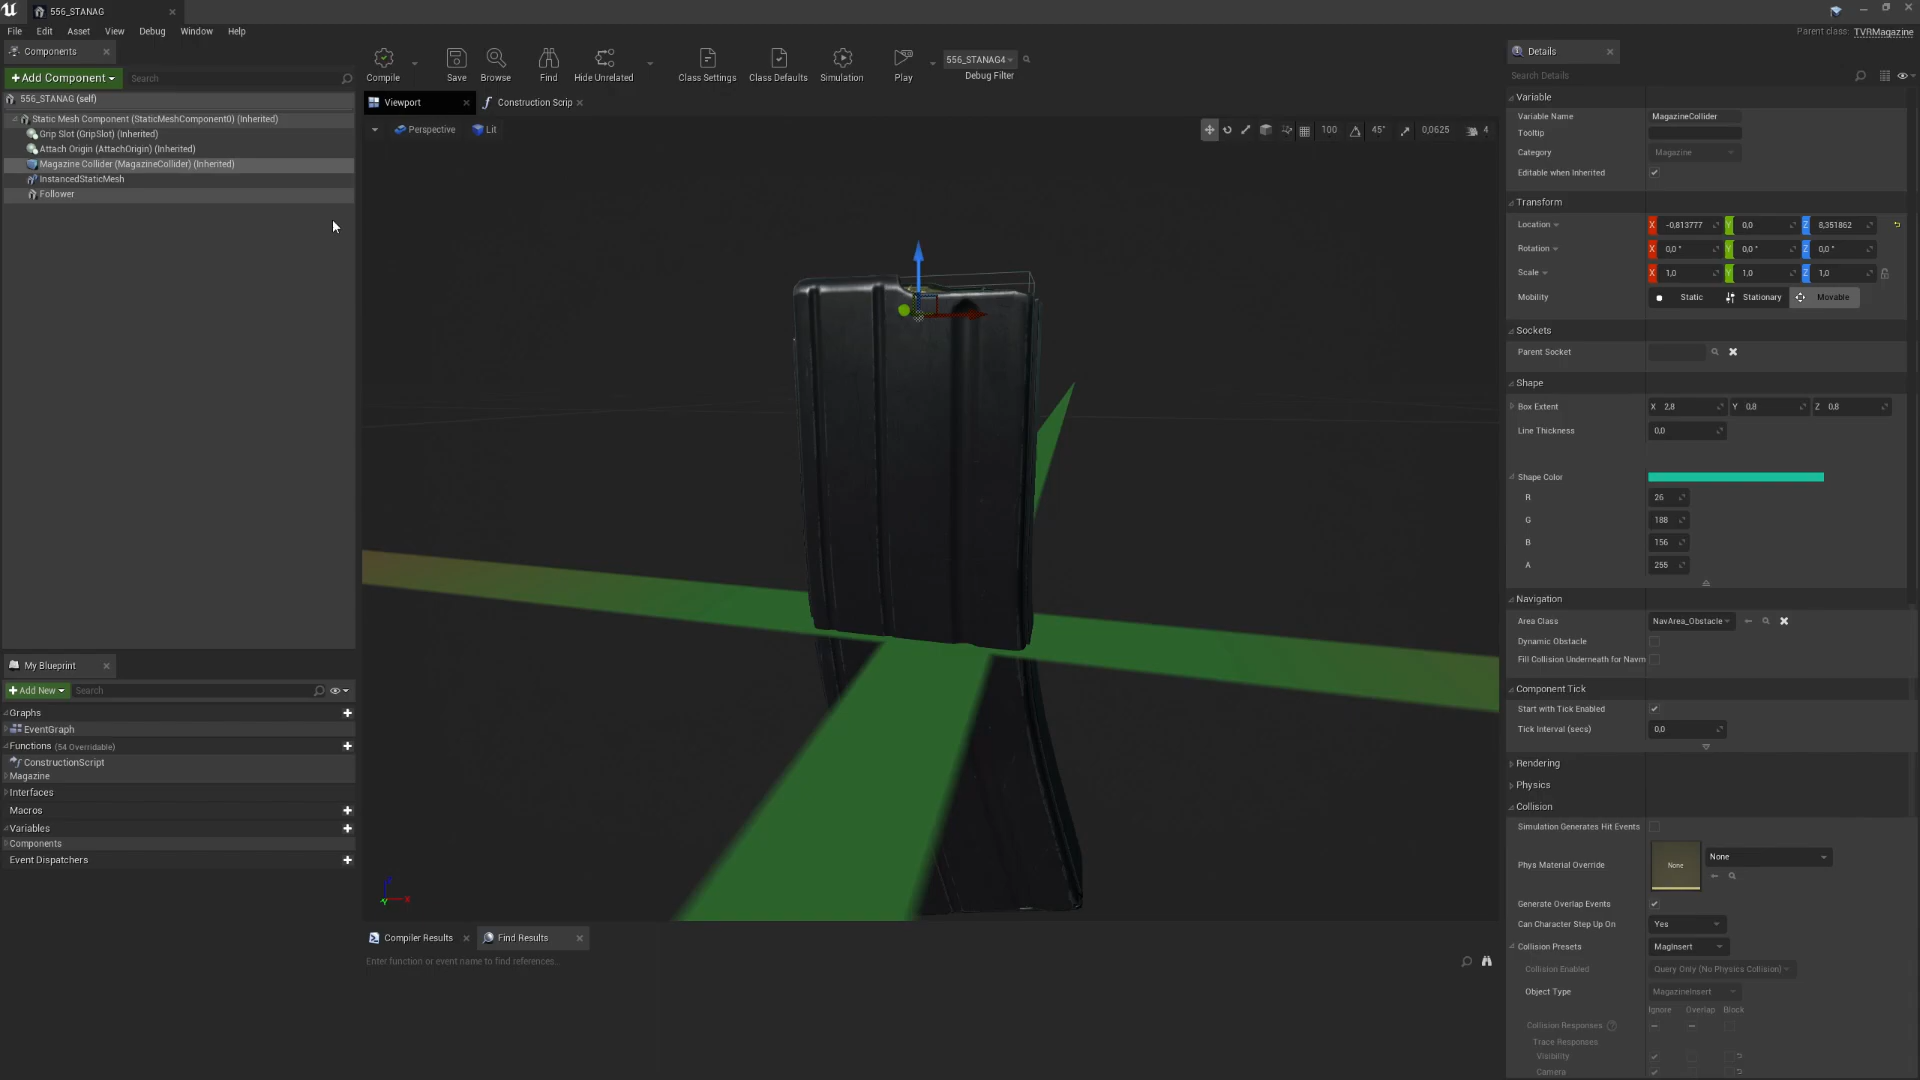 556_STANAG
File Edit Asset View Debug Window Help
Parent class: TVRMagazine
Components
Add Component Search
556_STANAG (self)
Static Mesh Component (StaticMeshComponent0) (Inherited)
Grip Slot (GripSlot) (Inherited)
Attach Origin (AttachOrigin) (Inherited)
Magazine Collider (MagazineCollider) (Inherited)
InstancedStaticMesh
Follower
My Blueprint
Add New Search
Graphs
EventGraph
Functions (54 Overridable)
ConstructionScript
Magazine
Interfaces
Macros
Variables
Components
Event Dispatchers
Compile Save Browse Find Hide Unrelated Class Settings Class Defaults Simulation Play
556_STANAG4
Debug Filter
Viewport Construction Scrip
Perspective Lit 100 45° 0,0625 4
Compiler Results Find Results
Enter function or event name to find references...
Details
Search Details
Variable
Variable Name MagazineCollider
Tooltip
Category Magazine
Editable when Inherited
Transform
Location X -0,813777 Y 0,0 Z 8,351862
Rotation X 0,0 ° Y 0,0 ° Z 0,0 °
Scale X 1,0 Y 1,0 Z 1,0
Mobility Static Stationary Movable
Sockets
Parent Socket
Shape
Box Extent X 2,8 Y 0,8 Z 0,8
Line Thickness 0,0
Shape Color
R 26
G 188
B 156
A 255
Navigation
Area Class NavArea_Obstacle
Dynamic Obstacle
Fill Collision Underneath for Navm
Component Tick
Start with Tick Enabled
Tick Interval (secs) 0,0
Rendering
Physics
Collision
Simulation Generates Hit Events
Phys Material Override None None
Generate Overlap Events
Can Character Step Up On Yes
Collision Presets MagInsert
Collision Enabled Query Only (No Physics Collision)
Object Type MagazineInsert
Ignore Overlap Block
Collision Responses ?
Trace Responses
Visibility
Camera